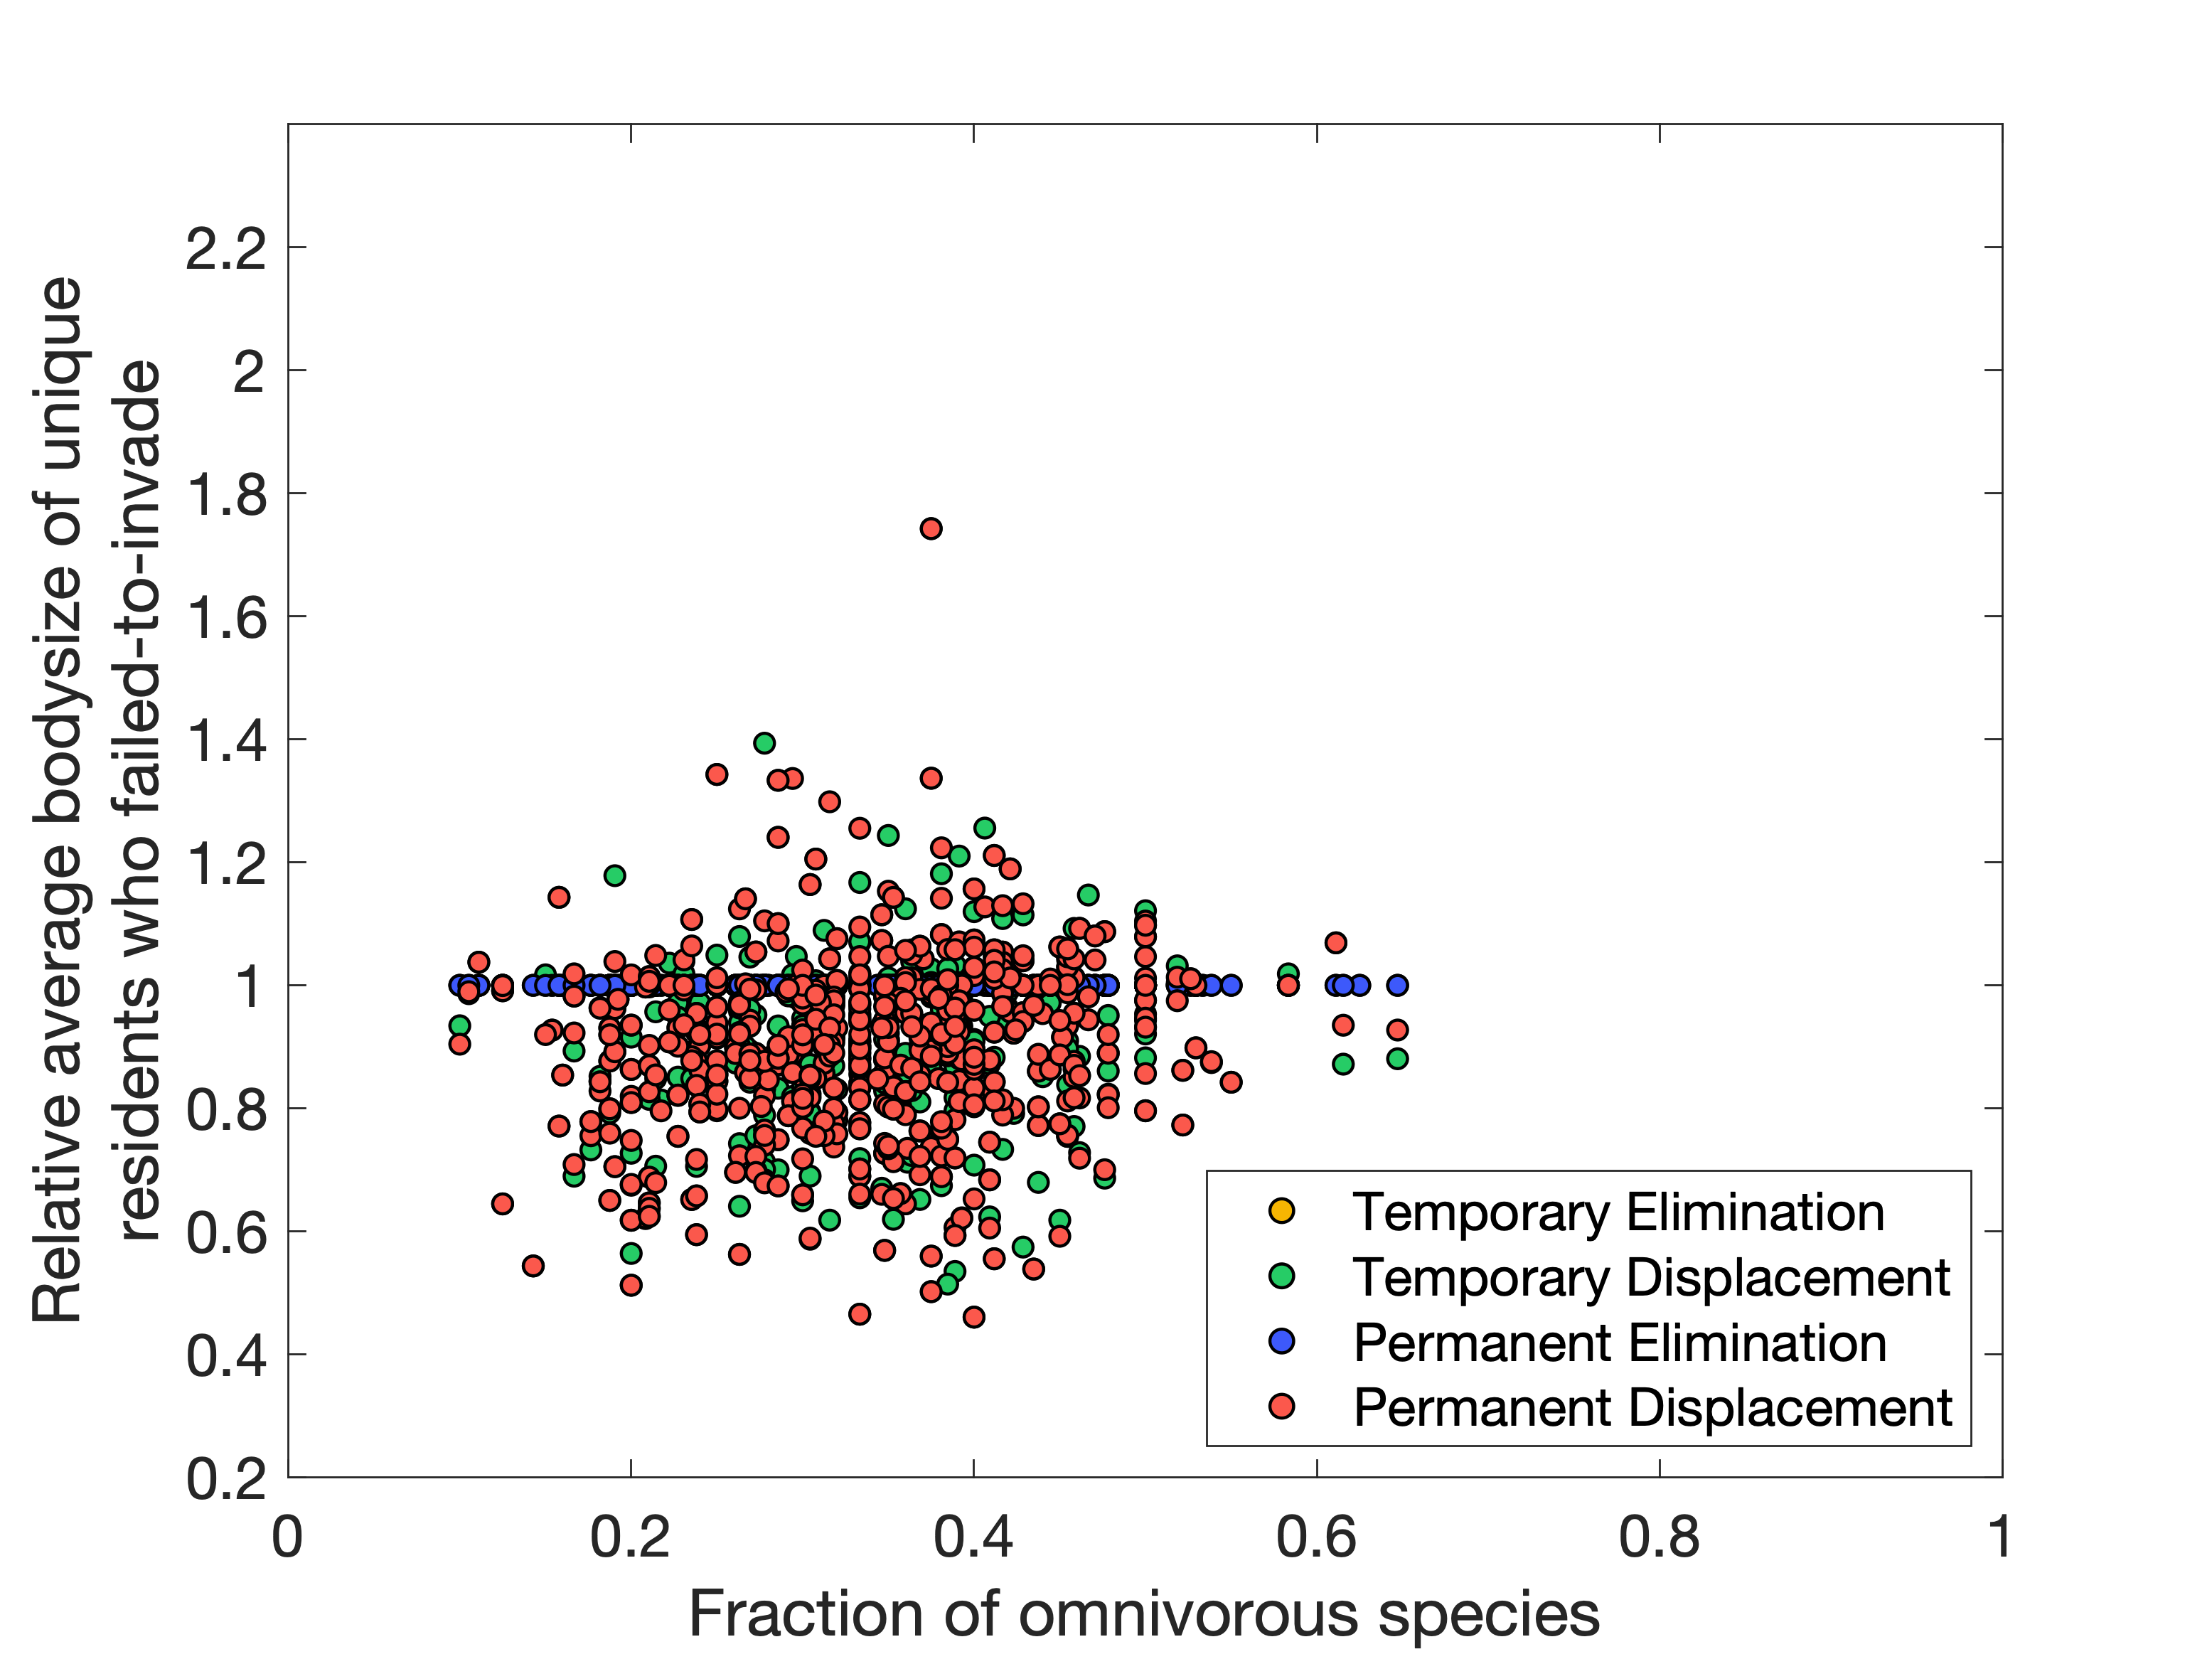 Relative average bodysize of unique
residents who failed-to-invade
2.2
2
1.8
1.6
1.4
1.2
1
0.8
0.6
0.4
0.2
Temporary Elimination
Temporary Displacement
Permanent Elimination
Permanent Displacement
0
0.2
0.4
0.6
0.8
1
Fraction of omnivorous species